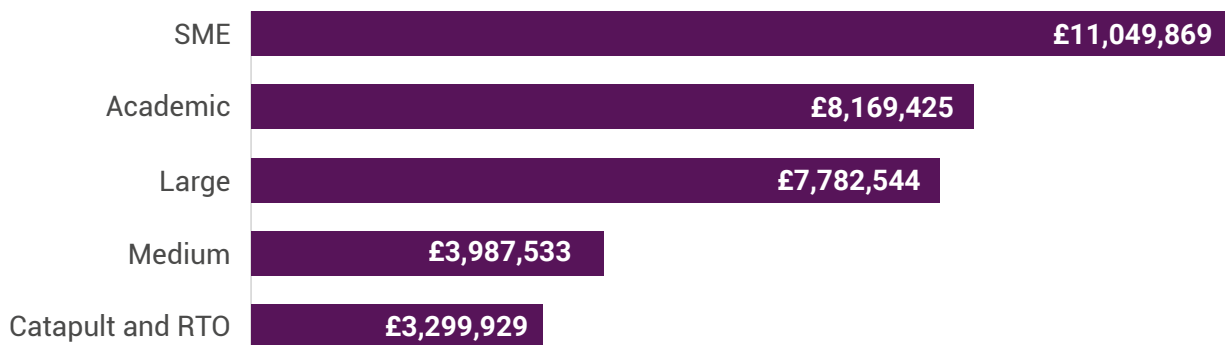 SME £11,049,869
Academic £8,169,425
Large £7,782,544
Medium £3,987,533
Catapult and RTO £3,299,929